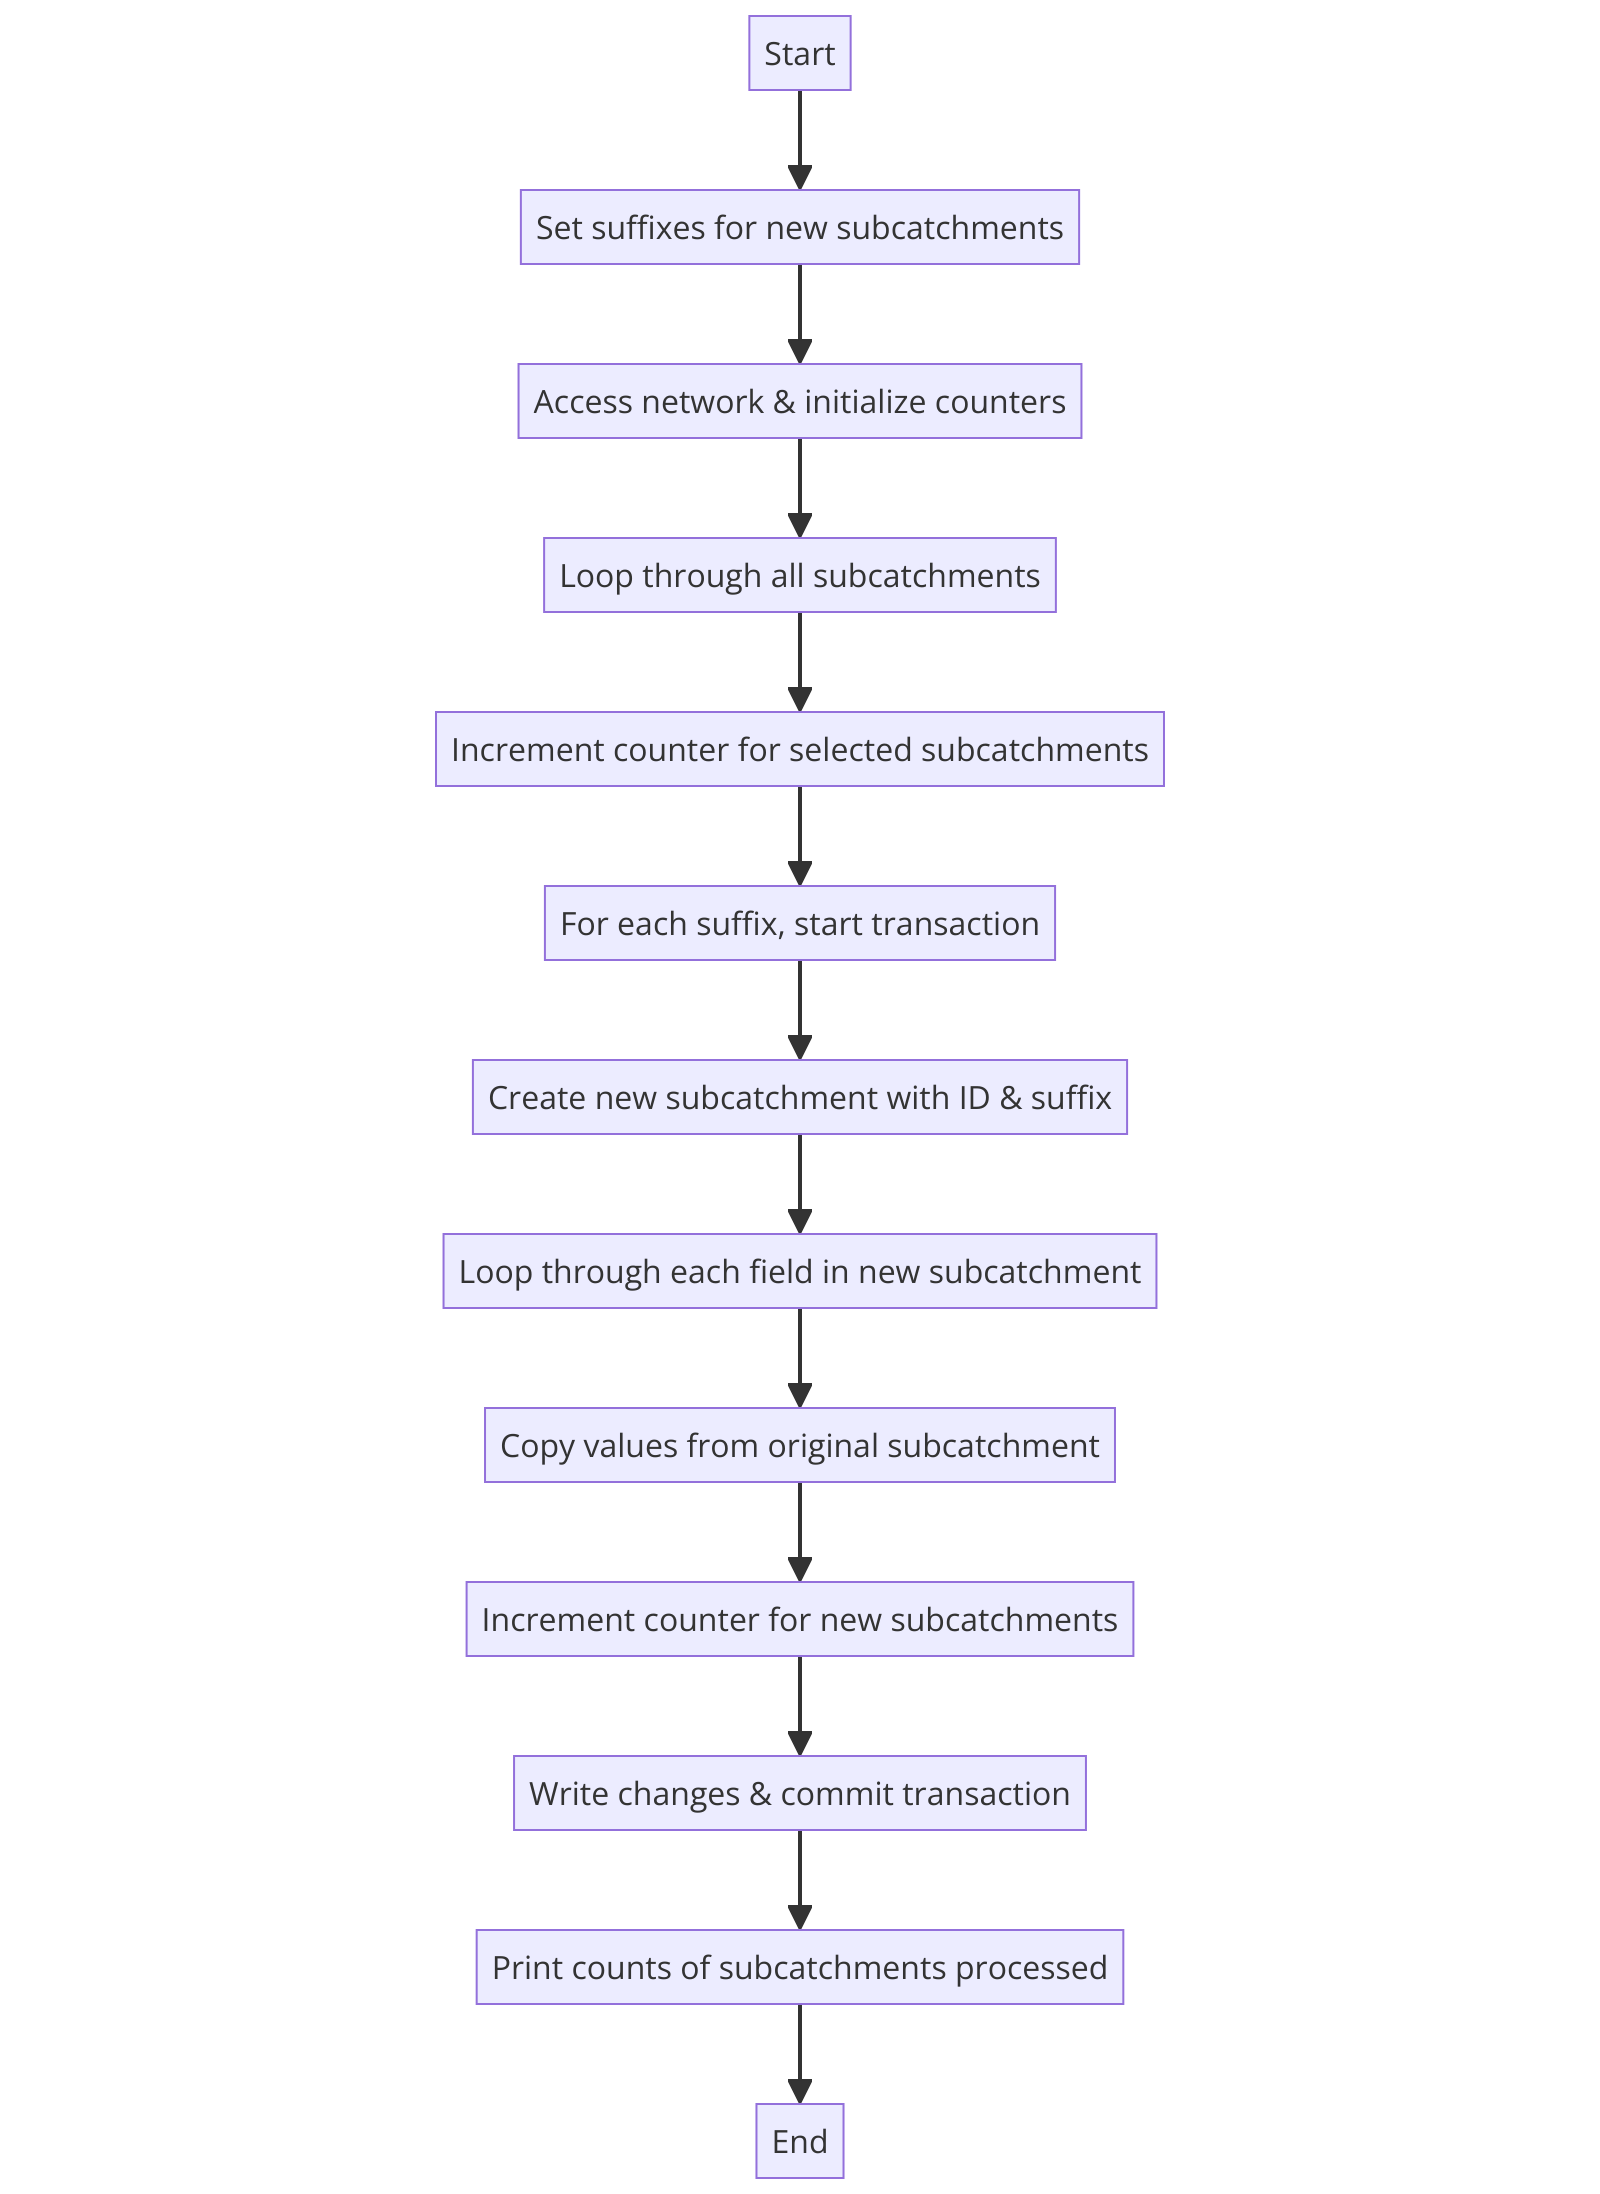 Start
Set suffixes for new subcatchments
Access network & initialize counters
Loop through all subcatchments
Increment counter for selected subcatchments
For each suffix, start transaction
Create new subcatchment with ID & suffix
Loop through each field in new subcatchment
Copy values from original subcatchment
Increment counter for new subcatchments
Write changes & commit transaction
Print counts of subcatchments processed
End